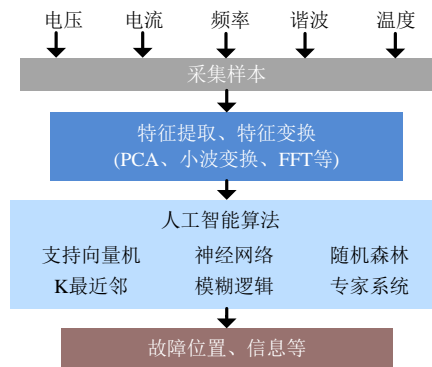 电压 电流 频率 谐波 温度
采集样本
特征提取、特征变换
(PCA、小波变换、FFT等)
人工智能算法
支持向量机 神经网络 随机森林
K最近邻 模糊逻辑 专家系统
故障位置、信息等